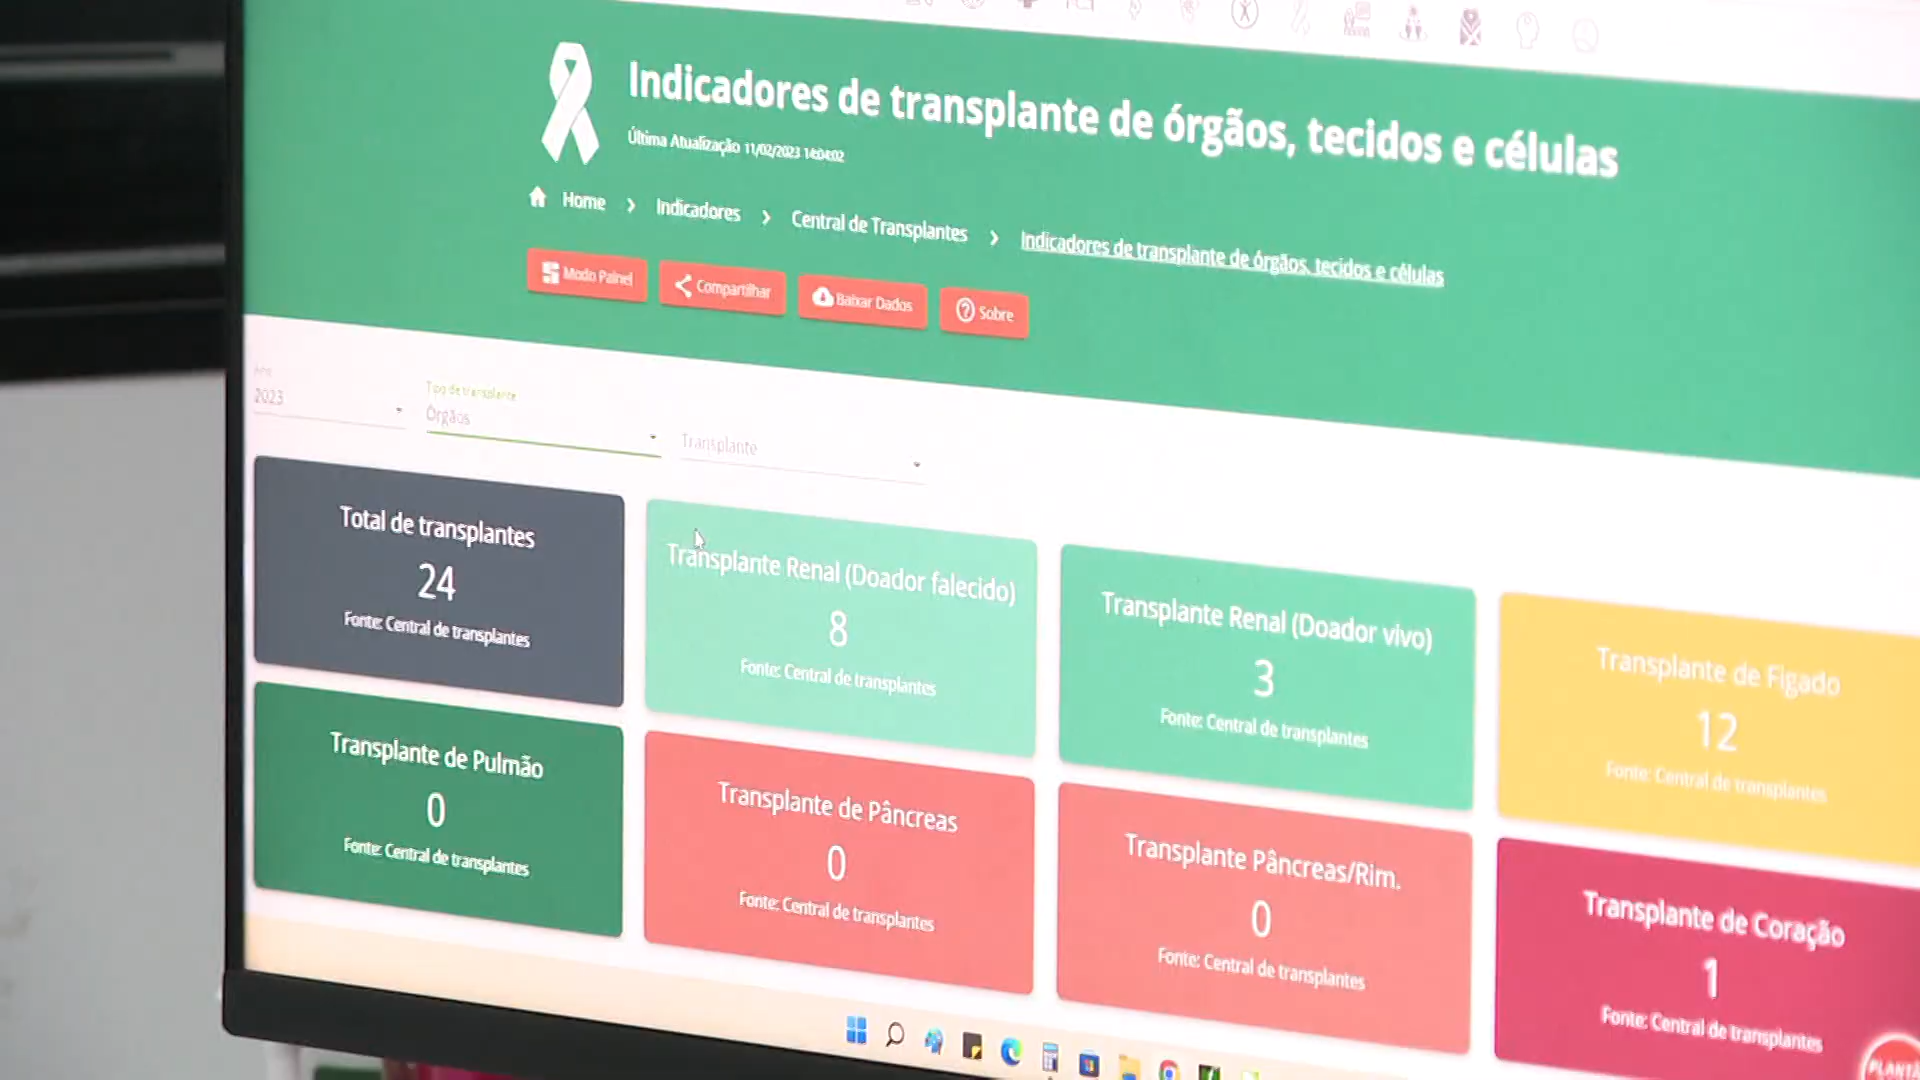 Indicadores de transplante de órgãos, tecidos e células
Última Atualização 11/02/2023 14:04:02
Home > Indicadores > Central de Transplantes > Indicadores de transplante de órgãos, tecidos e células
Modo Painel
Compartilhar
Baixar Dados
Sobre
Ano
2023
Tipo de transplante
Órgãos
Transplante
Total de transplantes
24
Fonte: Central de transplantes
Transplante Renal (Doador falecido)
8
Fonte: Central de transplantes
Transplante Renal (Doador vivo)
3
Fonte: Central de transplantes
Transplante de Fígado
12
Fonte: Central de transplantes
Transplante de Pulmão
0
Fonte: Central de transplantes
Transplante de Pâncreas
0
Fonte: Central de transplantes
Transplante Pâncreas/Rim.
0
Fonte: Central de transplantes
Transplante de Coração
1
Fonte: Central de transplantes